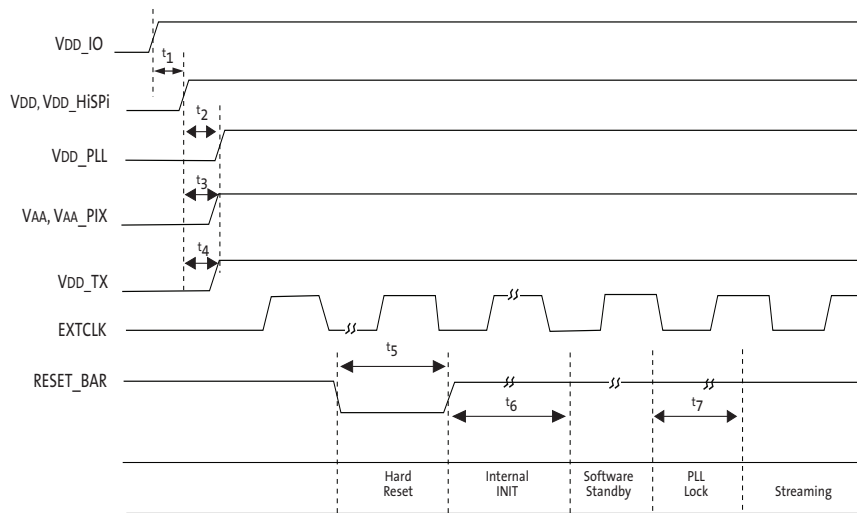 VDD_IO
t1
VDD, VDD_HiSPi
t2
VDD_PLL
t3
VAA, VAA_PIX
t4
VDD_TX
EXTCLK
t5
RESET_BAR
t6
t7
Hard
Reset
Internal
INIT
Software
Standby
PLL
Lock
Streaming